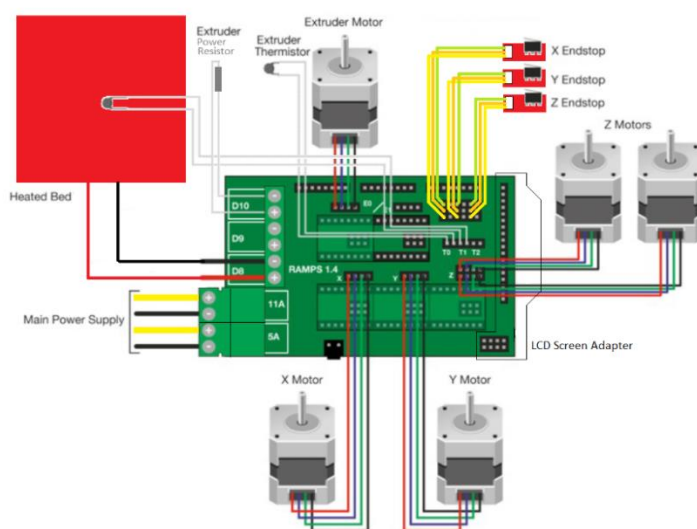 Extruder Motor
Extruder
Power
Resistor
Extruder
Thermistor
X Endstop
Y Endstop
Z Endstop
Z Motors
Heated Bed
D10
E0
D9
T0
T1
T2
D8
RAMPS 1.4
X
Y
Z
11A
Main Power Supply
5A
LCD Screen Adapter
X Motor
Y Motor